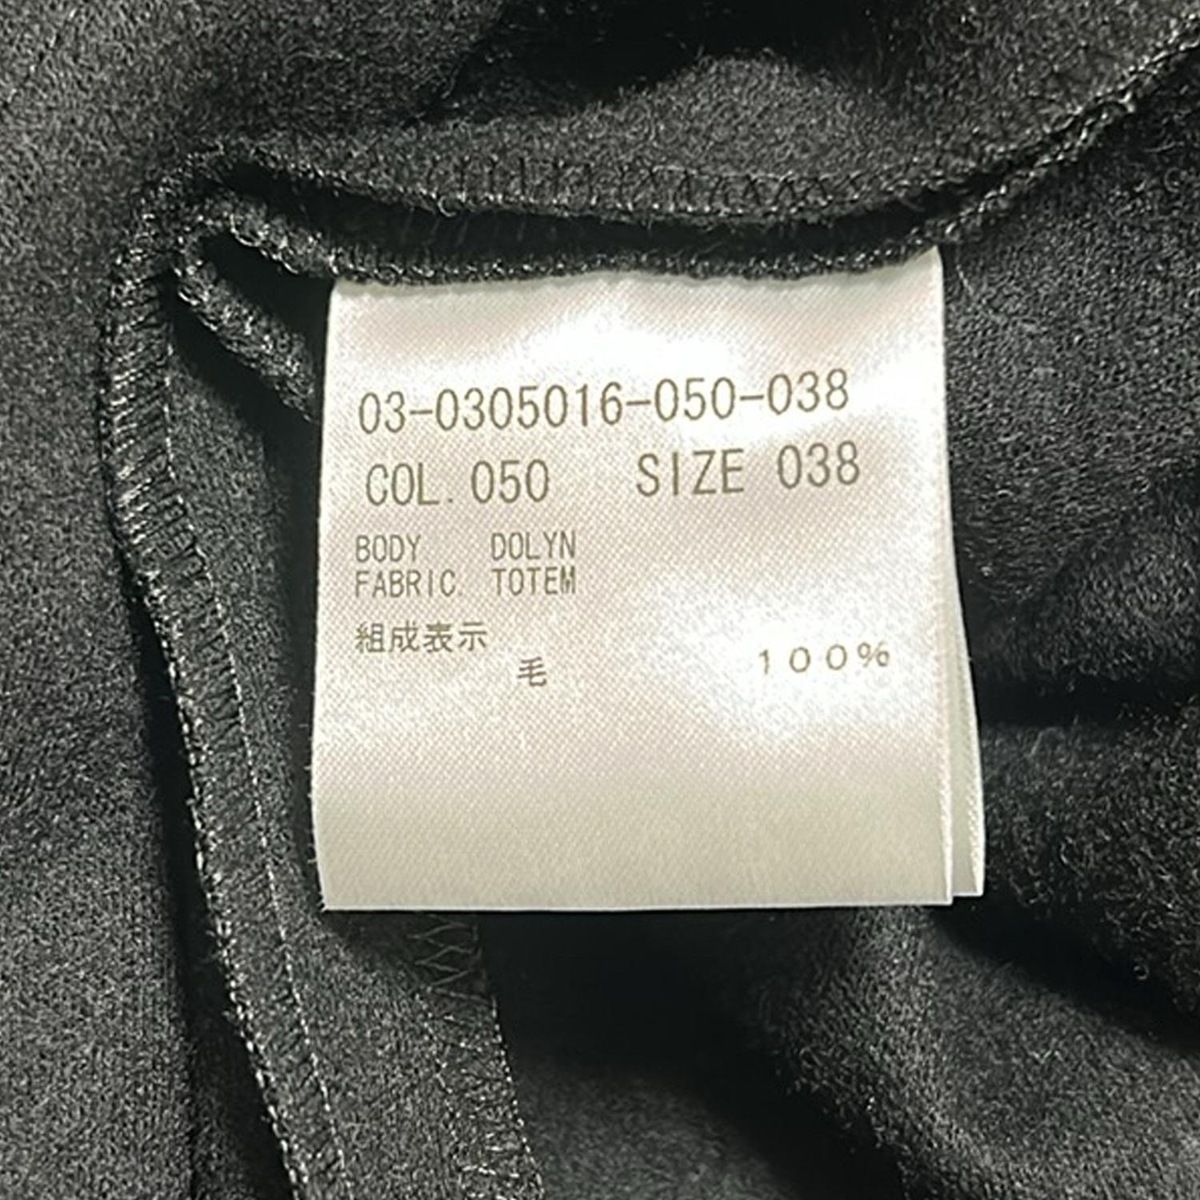 03-0305016-050-038
COL. 050 SIZE 038
BODY DOLYN
FABRIC. TOTEM
組成表示
毛 100%